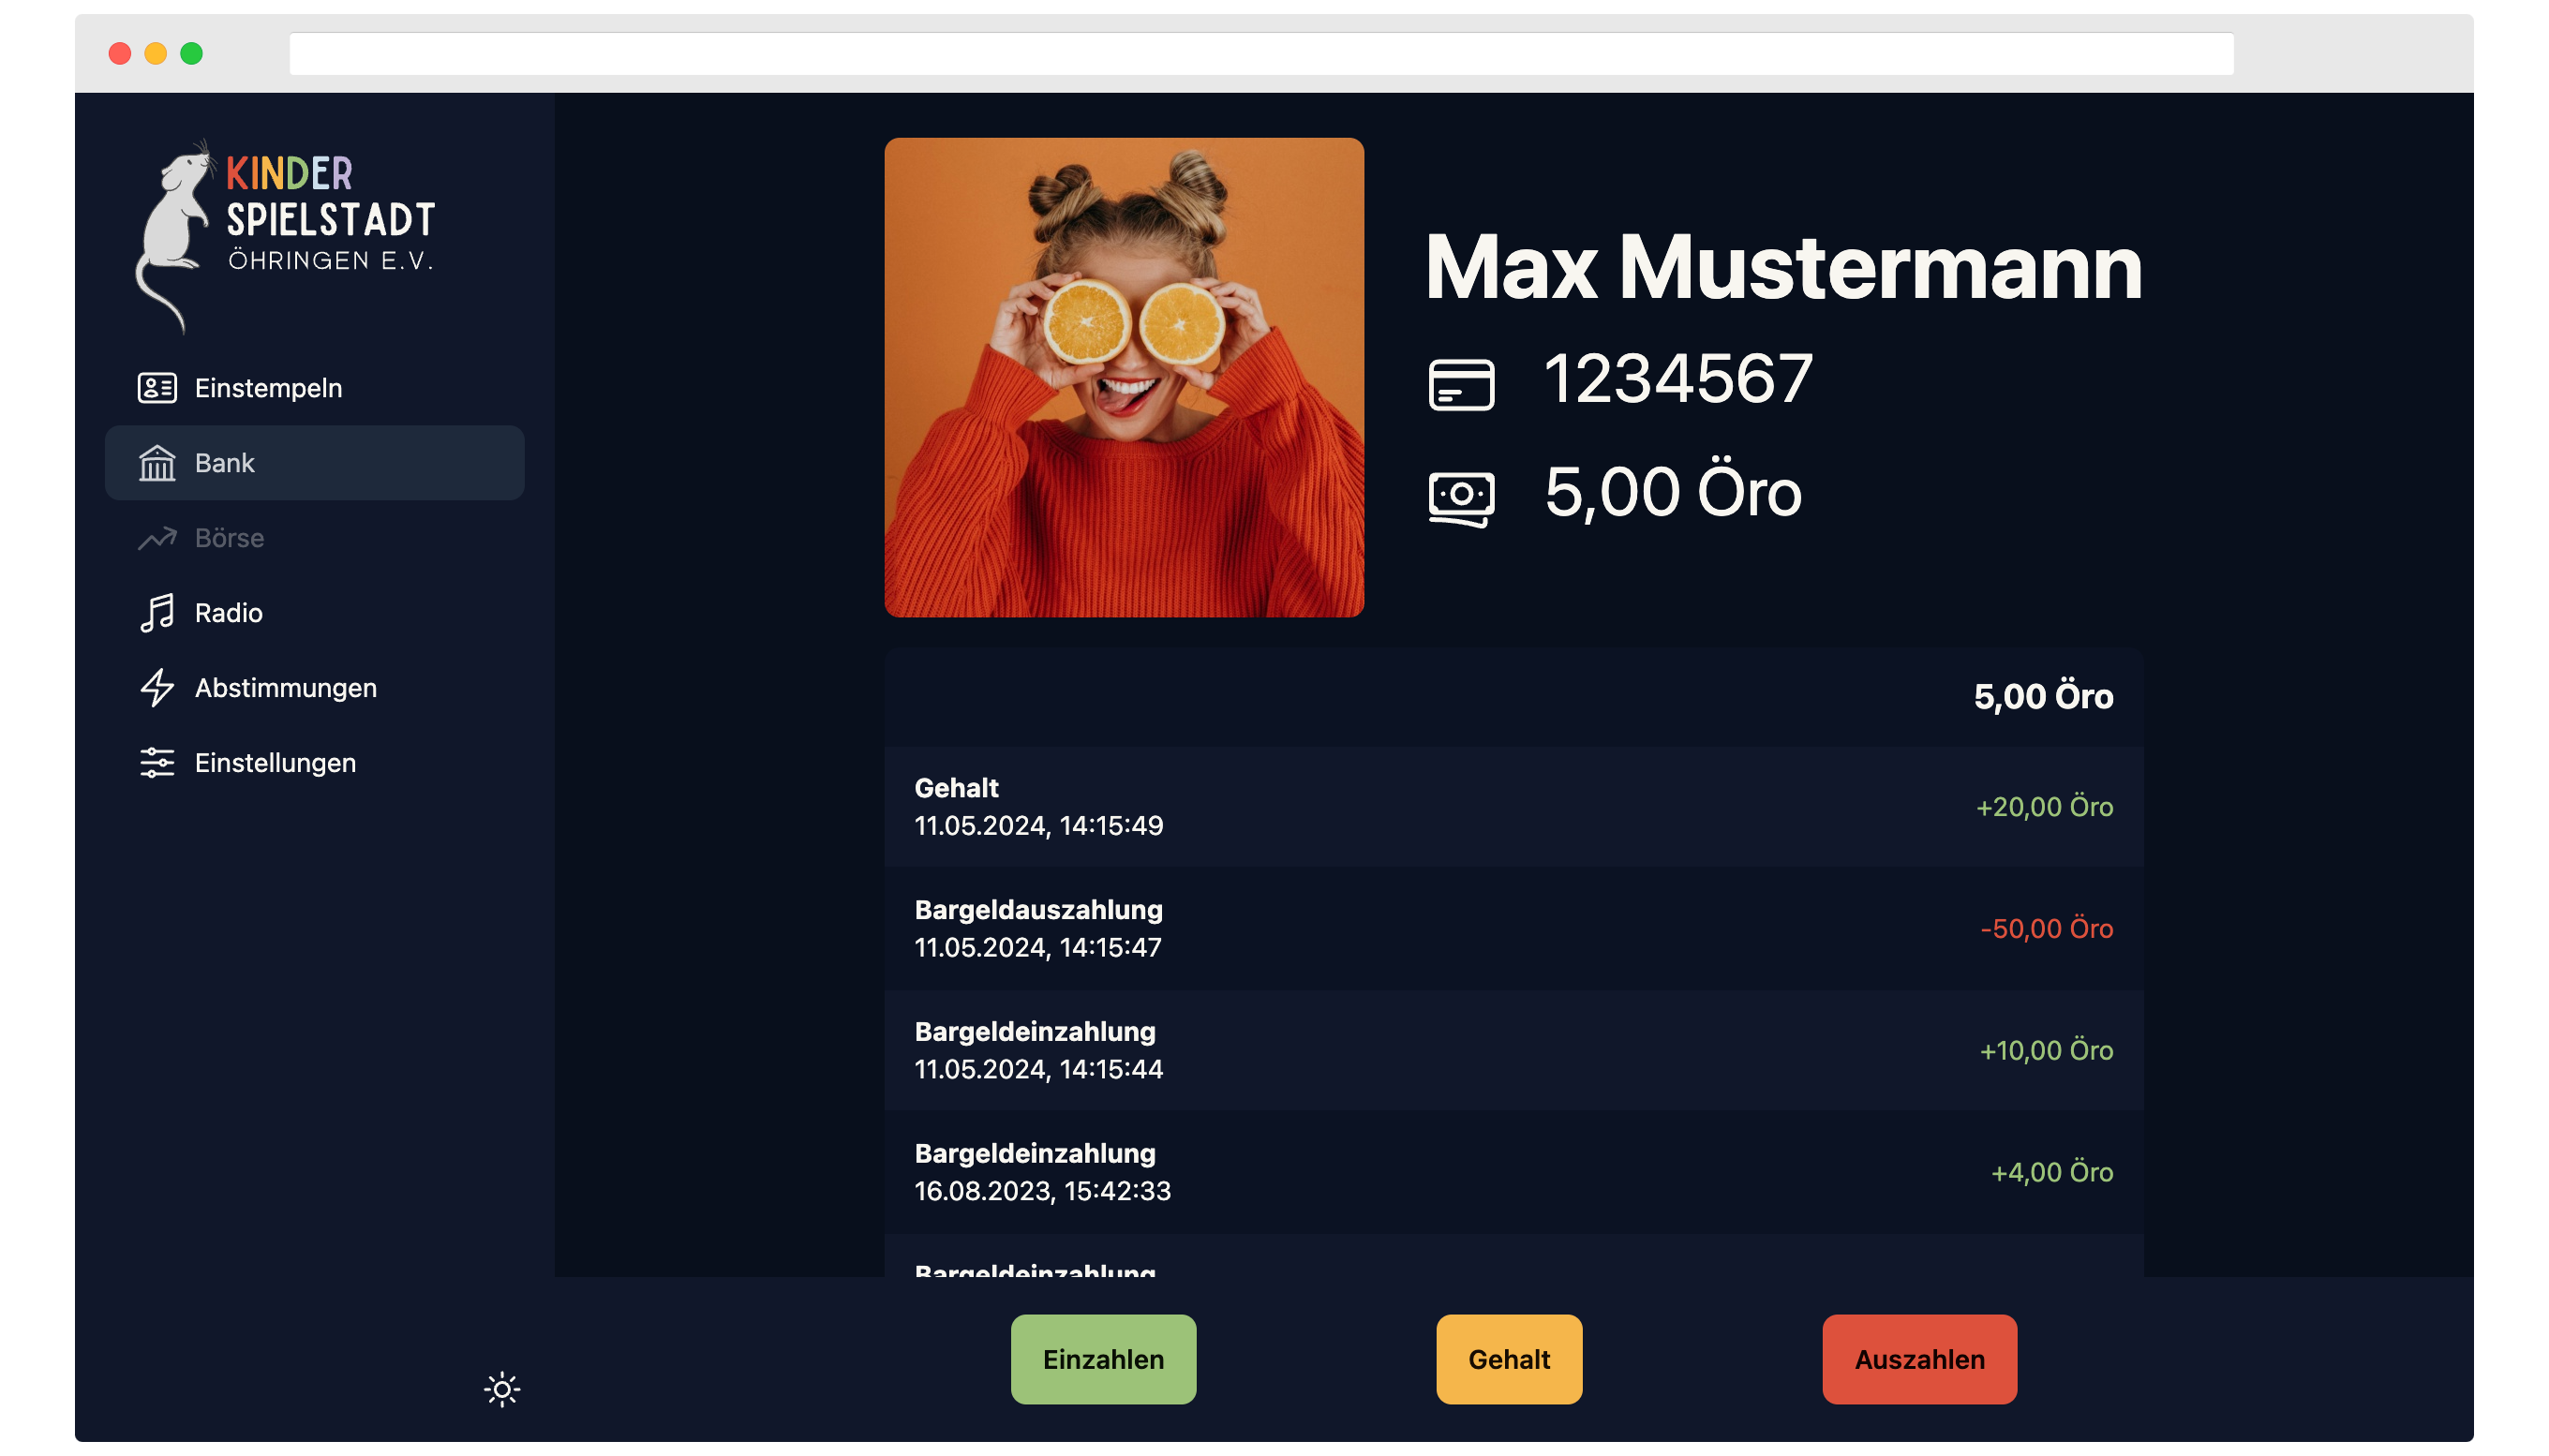 KINDER
SPIELSTADT
ÖHRINGEN E.V.
Einstempeln
Bank
Börse
Radio
Abstimmungen
Einstellungen
Max Mustermann
1234567
5,00 Öro
5,00 Öro
Gehalt
11.05.2024, 14:15:49
+20,00 Öro
Bargeldauszahlung
11.05.2024, 14:15:47
-50,00 Öro
Bargeldeinzahlung
11.05.2024, 14:15:44
+10,00 Öro
Bargeldeinzahlung
16.08.2023, 15:42:33
+4,00 Öro
Bargeldeinzahlung
Einzahlen
Gehalt
Auszahlen